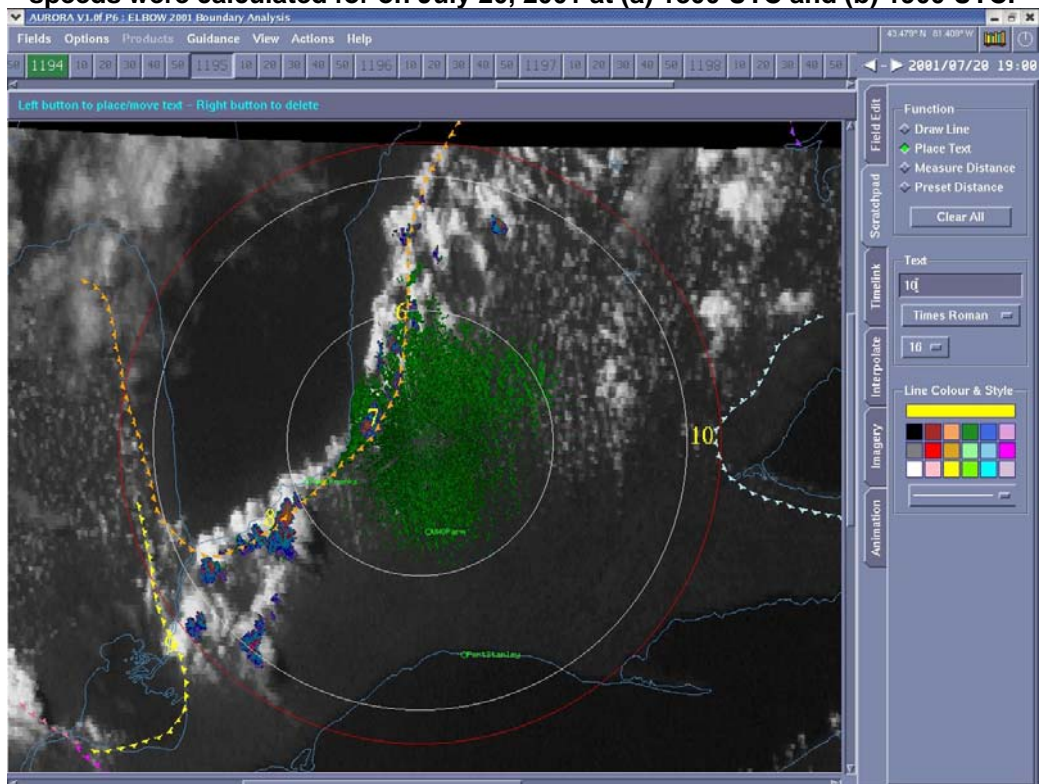 speeds were calculated for on July 20, 2001 at (a) 1800 UTC and (b) 1900 UTC.
AURORA V1.0f P6 : ELBOW 2001 Boundary Analysis
Fields Options Products Guidance View Actions Help
43.479° N 81.409° W
50 1194 10 20 30 40 50 1195 10 20 30 40 50 1196 10 20 30 40 50 1197 10 20 30 40 50 1198 10 20 30 40 50
2001/07/20 19:00
Left button to place/move text – Right button to delete
Field Edit
Scratchpad
Timelink
Interpolate
Imagery
Animation
Function
Draw Line
Place Text
Measure Distance
Preset Distance
Clear All
Text
10
Times Roman
16
Line Colour & Style
6
7
8
9
10
PortStanley